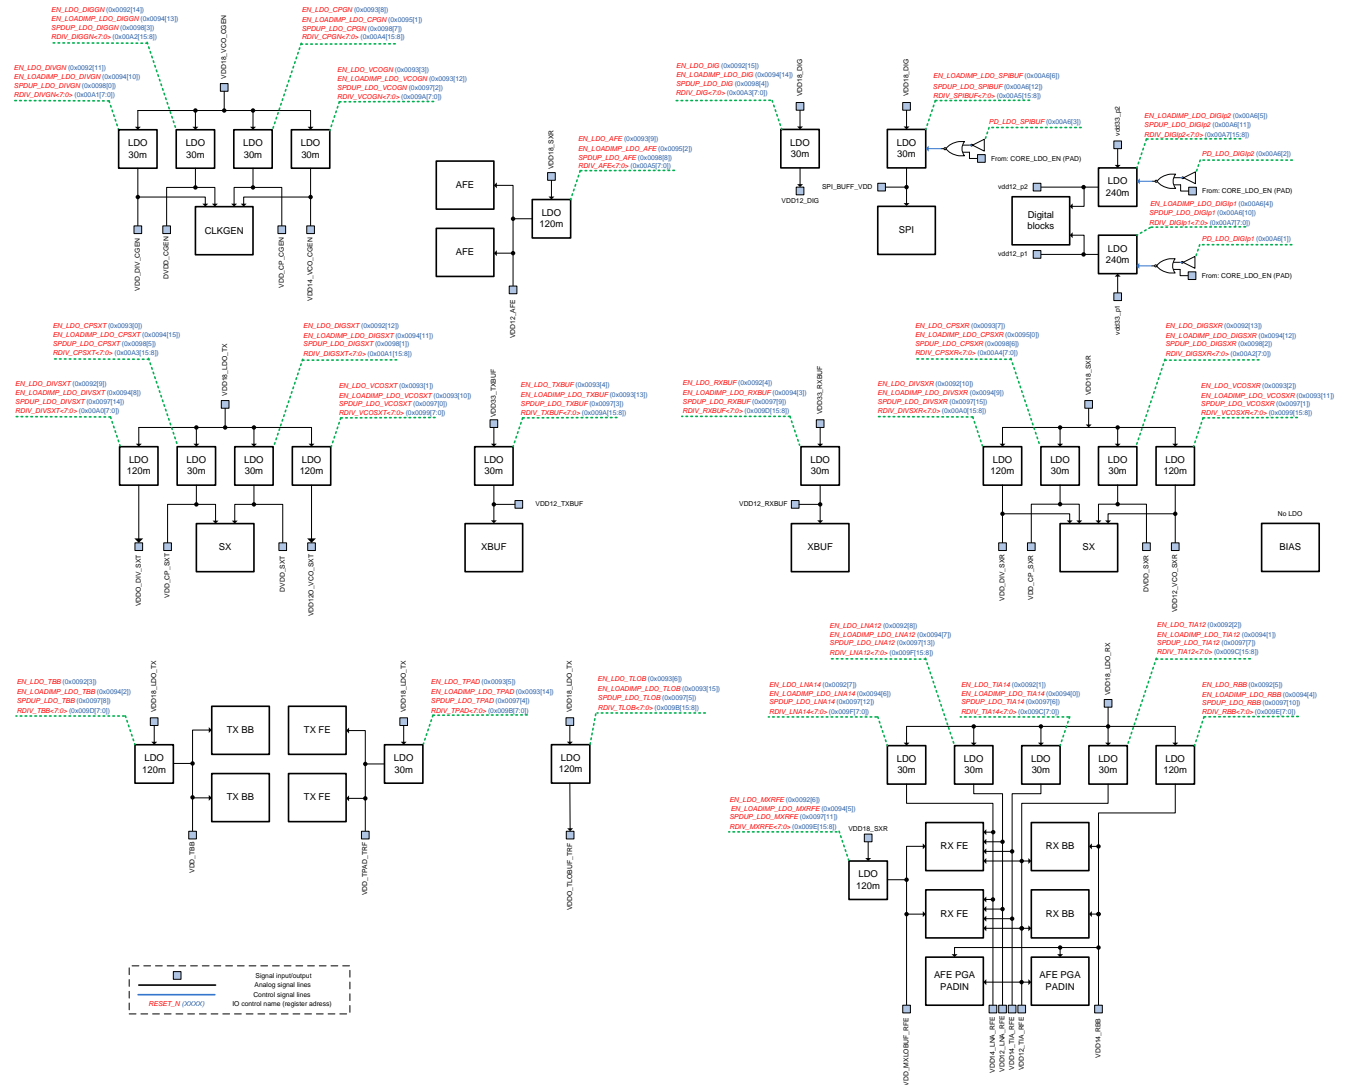 EN_LDO_DIGGN (0x0092[14])
EN_LOADIMP_LDO_DIGGN (0x0094[13])
SPDUP_LDO_DIGGN (0x0098[3])
RDIV_DIGGN<7:0> (0x00A2[15:8])
EN_LDO_CPGN (0x0093[8])
EN_LOADIMP_LDO_CPGN (0x0095[1])
SPDUP_LDO_CPGN (0x0098[7])
RDIV_CPGN<7:0> (0x00A4[15:8])
VDD18_VCO_CGEN
EN_LDO_DIVGN (0x0092[11])
EN_LOADIMP_LDO_DIVGN (0x0094[10])
SPDUP_LDO_DIVGN (0x0098[0])
RDIV_DIVGN<7:0> (0x00A1[7:0])
EN_LDO_VCOGN (0x0093[3])
EN_LOADIMP_LDO_VCOGN (0x0093[12])
SPDUP_LDO_VCOGN (0x0097[2])
RDIV_VCOGN<7:0> (0x009A[7:0])
LDO
30m
LDO
30m
LDO
30m
LDO
30m
CLKGEN
VDD_DIV_CGEN
DVDD_CGEN
VDD_CP_CGEN
VDD14_VCO_CGEN
VDD18_SXR
EN_LDO_AFE (0x0093[9])
EN_LOADIMP_LDO_AFE (0x0095[2])
SPDUP_LDO_AFE (0x0098[8])
RDIV_AFE<7:0> (0x00A5[7:0])
AFE
AFE
LDO
120m
VDD12_AFE
EN_LDO_DIG (0x0092[15])
EN_LOADIMP_LDO_DIG (0x0094[14])
SPDUP_LDO_DIG (0x0098[4])
RDIV_DIG<7:0> (0x00A3[7:0])
VDD18_DIG
LDO
30m
VDD12_DIG
VDD18_DIG
EN_LOADIMP_LDO_SPIBUF (0x00A6[6])
SPDUP_LDO_SPIBUF (0x00A6[12])
RDIV_SPIBUF<7:0> (0x00A5[15:8])
PD_LDO_SPIBUF (0x00A6[3])
LDO
30m
From: CORE_LDO_EN (PAD)
SPI_BUFF_VDD
SPI
vdd33_p2
EN_LOADIMP_LDO_DIGIp2 (0x00A6[5])
SPDUP_LDO_DIGIp2 (0x00A6[11])
RDIV_DIGIp2<7:0> (0x00A7[15:8])
PD_LDO_DIGIp2 (0x00A6[2])
LDO
240m
From: CORE_LDO_EN (PAD)
vdd12_p2
Digital
blocks
EN_LOADIMP_LDO_DIGIp1 (0x00A6[4])
SPDUP_LDO_DIGIp1 (0x00A6[10])
RDIV_DIGIp1<7:0> (0x00A7[7:0])
PD_LDO_DIGIp1 (0x00A6[1])
vdd12_p1
LDO
240m
From: CORE_LDO_EN (PAD)
vdd33_p1
EN_LDO_CPSXT (0x0093[0])
EN_LOADIMP_LDO_CPSXT (0x0094[15])
SPDUP_LDO_CPSXT (0x0098[5])
RDIV_CPSXT<7:0> (0x00A3[15:8])
EN_LDO_DIGSXT (0x0092[12])
EN_LOADIMP_LDO_DIGSXT (0x0094[11])
SPDUP_LDO_DIGSXT (0x0098[1])
RDIV_DIGSXT<7:0> (0x00A1[15:8])
VDD18_LDO_TX
EN_LDO_DIVSXT (0x0092[9])
EN_LOADIMP_LDO_DIVSXT (0x0094[8])
SPDUP_LDO_DIVSXT (0x0097[14])
RDIV_DIVSXT<7:0> (0x00A0[7:0])
EN_LDO_VCOSXT (0x0093[1])
EN_LOADIMP_LDO_VCOSXT (0x0093[10])
SPDUP_LDO_VCOSXT (0x0097[0])
RDIV_VCOSXT<7:0> (0x0099[7:0])
LDO
120m
LDO
30m
LDO
30m
LDO
120m
SX
VDDO_DIV_SXT
VDD_CP_SXT
DVDD_SXT
VDD12O_VCO_SXT
VDD33_TXBUF
EN_LDO_TXBUF (0x0093[4])
EN_LOADIMP_LDO_TXBUF (0x0093[13])
SPDUP_LDO_TXBUF (0x0097[3])
RDIV_TXBUF<7:0> (0x009A[15:8])
LDO
30m
VDD12_TXBUF
XBUF
EN_LDO_RXBUF (0x0092[4])
EN_LOADIMP_LDO_RXBUF (0x0094[3])
SPDUP_LDO_RXBUF (0x0097[9])
RDIV_RXBUF<7:0> (0x009D[15:8])
VDD33_RXBUF
LDO
30m
VDD12_RXBUF
XBUF
EN_LDO_CPSXR (0x0093[7])
EN_LOADIMP_LDO_CPSXR (0x0095[0])
SPDUP_LDO_CPSXR (0x0098[6])
RDIV_CPSXR<7:0> (0x00A4[7:0])
EN_LDO_DIGSXR (0x0092[13])
EN_LOADIMP_LDO_DIGSXR (0x0094[12])
SPDUP_LDO_DIGSXR (0x0098[2])
RDIV_DIGSXR<7:0> (0x00A2[7:0])
VDD18_SXR
EN_LDO_DIVSXR (0x0092[10])
EN_LOADIMP_LDO_DIVSXR (0x0094[9])
SPDUP_LDO_DIVSXR (0x0097[15])
RDIV_DIVSXR<7:0> (0x00A0[15:8])
EN_LDO_VCOSXR (0x0093[2])
EN_LOADIMP_LDO_VCOSXR (0x0093[11])
SPDUP_LDO_VCOSXR (0x0097[1])
RDIV_VCOSXR<7:0> (0x0099[15:8])
LDO
120m
LDO
30m
LDO
30m
LDO
120m
SX
VDD_DIV_SXR
VDD_CP_SXR
DVDD_SXR
VDD12_VCO_SXR
No LDO
BIAS
EN_LDO_TBB (0x0092[3])
EN_LOADIMP_LDO_TBB (0x0094[2])
SPDUP_LDO_TBB (0x0097[8])
RDIV_TBB<7:0> (0x009D[7:0])
VDD18_LDO_TX
LDO
120m
TX BB
TX BB
VDD_TBB
VDD18_LDO_TX
EN_LDO_TPAD (0x0093[5])
EN_LOADIMP_LDO_TPAD (0x0093[14])
SPDUP_LDO_TPAD (0x0097[4])
RDIV_TPAD<7:0> (0x009B[7:0])
TX FE
TX FE
LDO
30m
VDD_TPAD_TRF
VDD18_LDO_TX
EN_LDO_TLOB (0x0093[6])
EN_LOADIMP_LDO_TLOB (0x0093[15])
SPDUP_LDO_TLOB (0x0097[5])
RDIV_TLOB<7:0> (0x009B[15:8])
LDO
120m
VDDO_TLOBUF_TRF
EN_LDO_LNA12 (0x0092[8])
EN_LOADIMP_LDO_LNA12 (0x0094[7])
SPDUP_LDO_LNA12 (0x0097[13])
RDIV_LNA12<7:0> (0x009F[15:8])
EN_LDO_TIA12 (0x0092[2])
EN_LOADIMP_LDO_TIA12 (0x0094[1])
SPDUP_LDO_TIA12 (0x0097[7])
RDIV_TIA12<7:0> (0x009C[15:8])
VDD18_LDO_RX
EN_LDO_LNA14 (0x0092[7])
EN_LOADIMP_LDO_LNA14 (0x0094[6])
SPDUP_LDO_LNA14 (0x0097[12])
RDIV_LNA14<7:0> (0x009F[7:0])
EN_LDO_TIA14 (0x0092[1])
EN_LOADIMP_LDO_TIA14 (0x0094[0])
SPDUP_LDO_TIA14 (0x0097[6])
RDIV_TIA14<7:0> (0x009C[7:0])
EN_LDO_RBB (0x0092[5])
EN_LOADIMP_LDO_RBB (0x0094[4])
SPDUP_LDO_RBB (0x0097[10])
RDIV_RBB<7:0> (0x009E[7:0])
LDO
30m
LDO
30m
LDO
30m
LDO
30m
LDO
120m
EN_LDO_MXRFE (0x0092[6])
EN_LOADIMP_LDO_MXRFE (0x0094[5])
SPDUP_LDO_MXRFE (0x0097[11])
RDIV_MXRFE<7:0> (0x009E[15:8])
VDD18_SXR
LDO
120m
RX FE
RX BB
RX FE
RX BB
AFE PGA
PADIN
AFE PGA
PADIN
VDD_MXLOBUF_RFE
VDD14_LNA_RFE
VDD12_LNA_RFE
VDD14_TIA_RFE
VDD12_TIA_RFE
VDD14_RBB
Signal input/output
Analog signal lines
Control signal lines
RESET_N (XXXX)
IO control name (register adress)